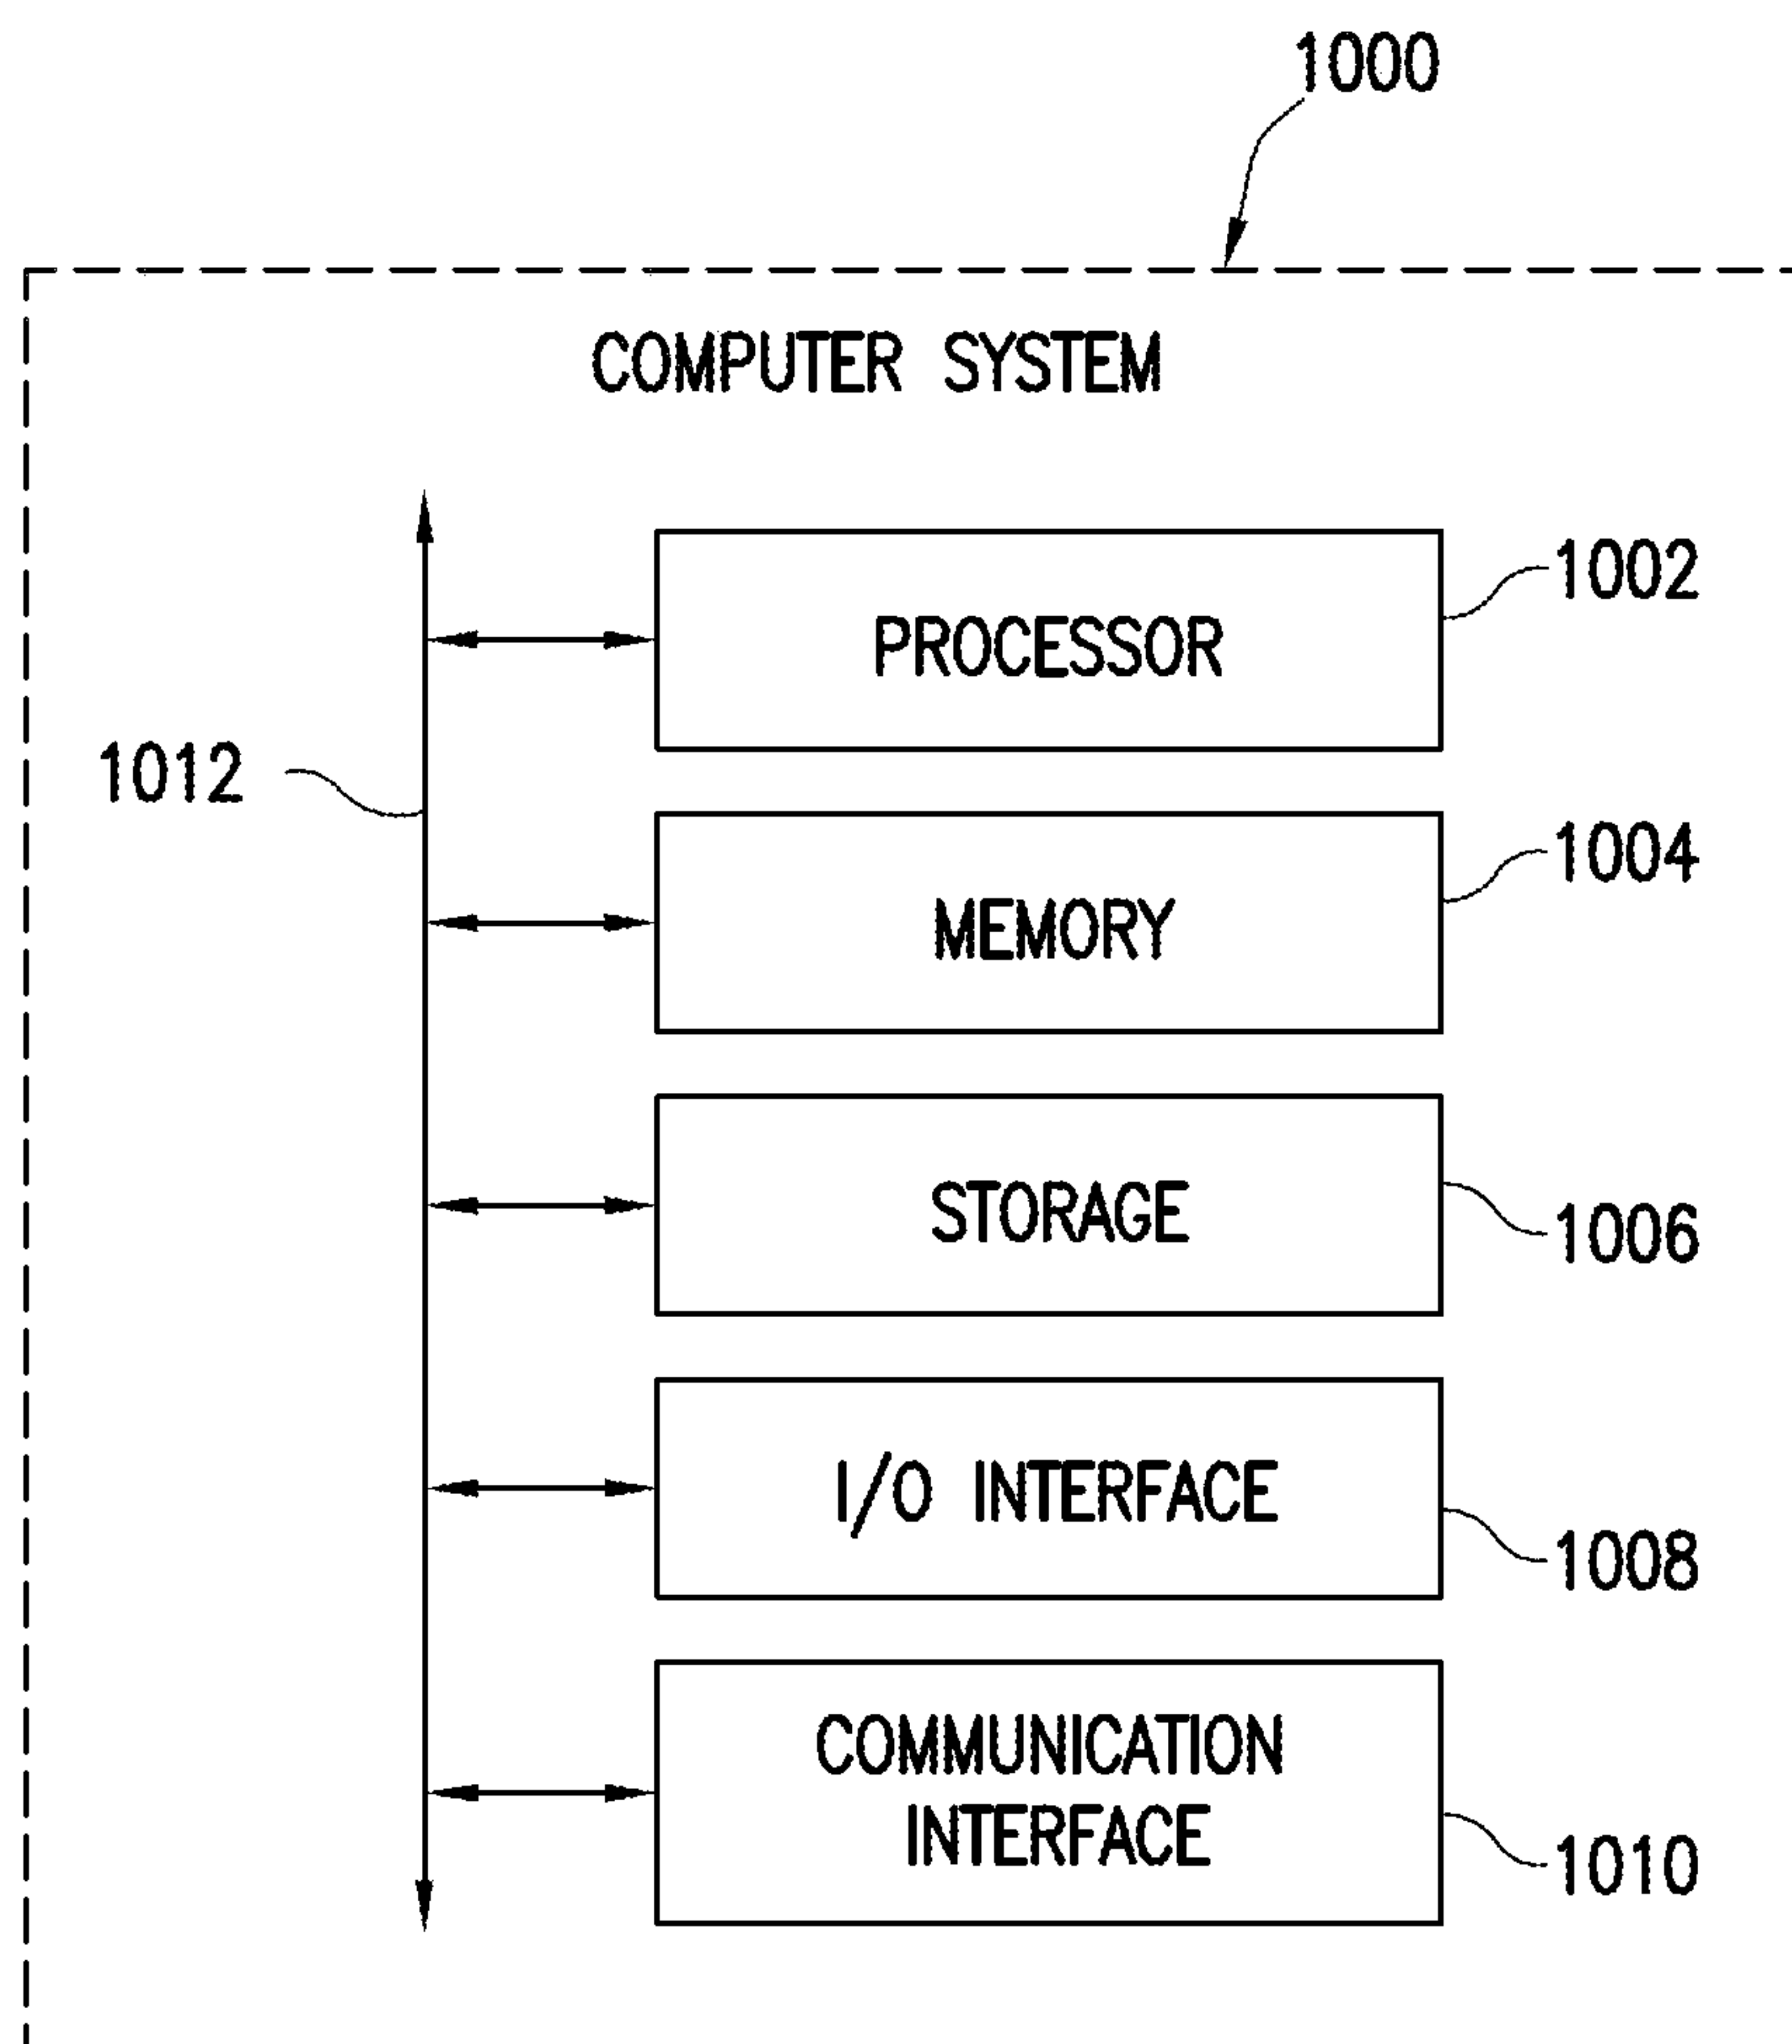 1000
COMPUTER SYSTEM
1002
PROCESSOR
1012
1004
MEMORY
STORAGE
1006
I/O INTERFACE
1008
COMMUNICATION
INTERFACE
1010